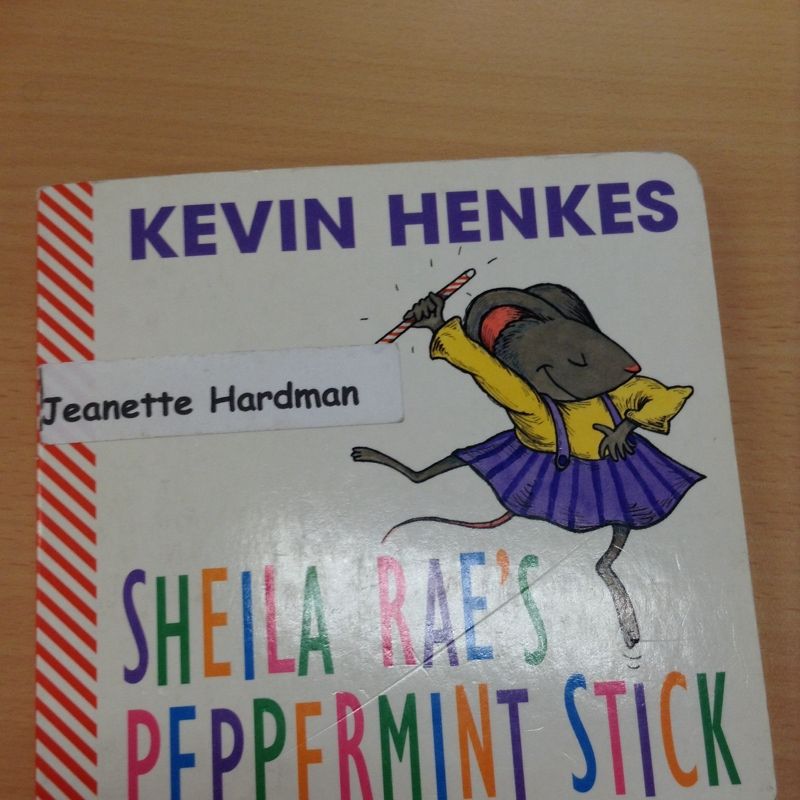 KEVIN HENKES
Jeanette Hardman
SHEILA RAE'S
PEPPERMINT STICK